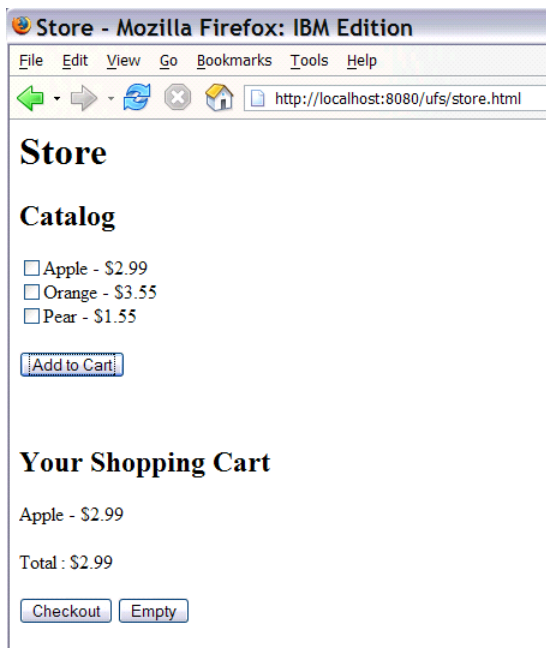 Store - Mozilla Firefox: IBM Edition
File Edit View Go Bookmarks Tools Help
http://localhost:8080/ufs/store.html
Store
Catalog
Apple - $2.99
Orange - $3.55
Pear - $1.55
Add to Cart
Your Shopping Cart
Apple - $2.99
Total : $2.99
Checkout Empty